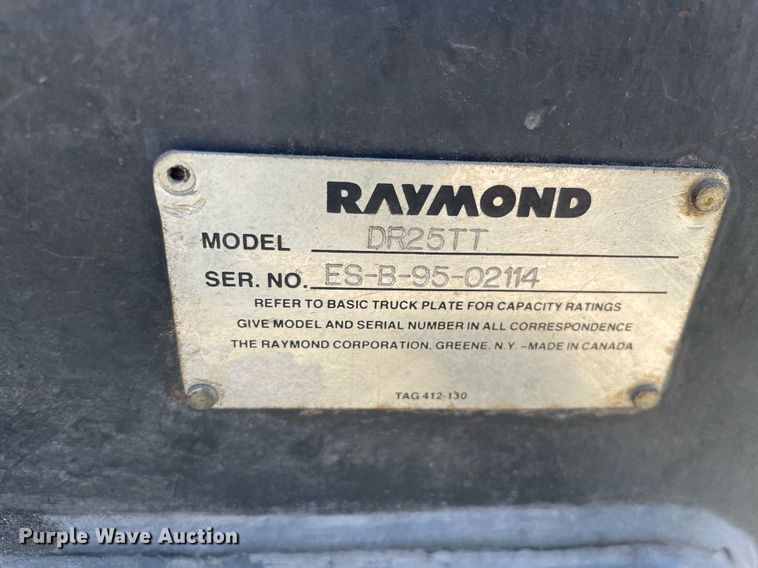 RAYMOND
MODEL DR25TT
SER. NO. ES-B-95-02114
REFER TO BASIC TRUCK PLATE FOR CAPACITY RATINGS
GIVE MODEL AND SERIAL NUMBER IN ALL CORRESPONDENCE
THE RAYMOND CORPORATION, GREENE, N.Y. -MADE IN CANADA
TAG 412-130
Purple Wave Auction®